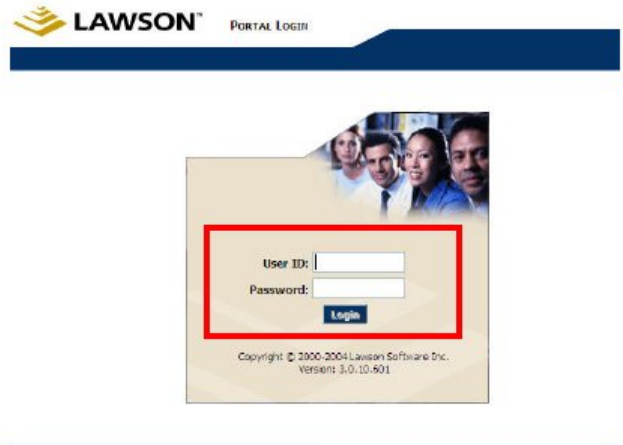 LAWSON™ PORTAL LOGIN
User ID:
Password:
Login
Copyright © 2000-2004 Lawson Software Inc.
Version: 3.0.10.601